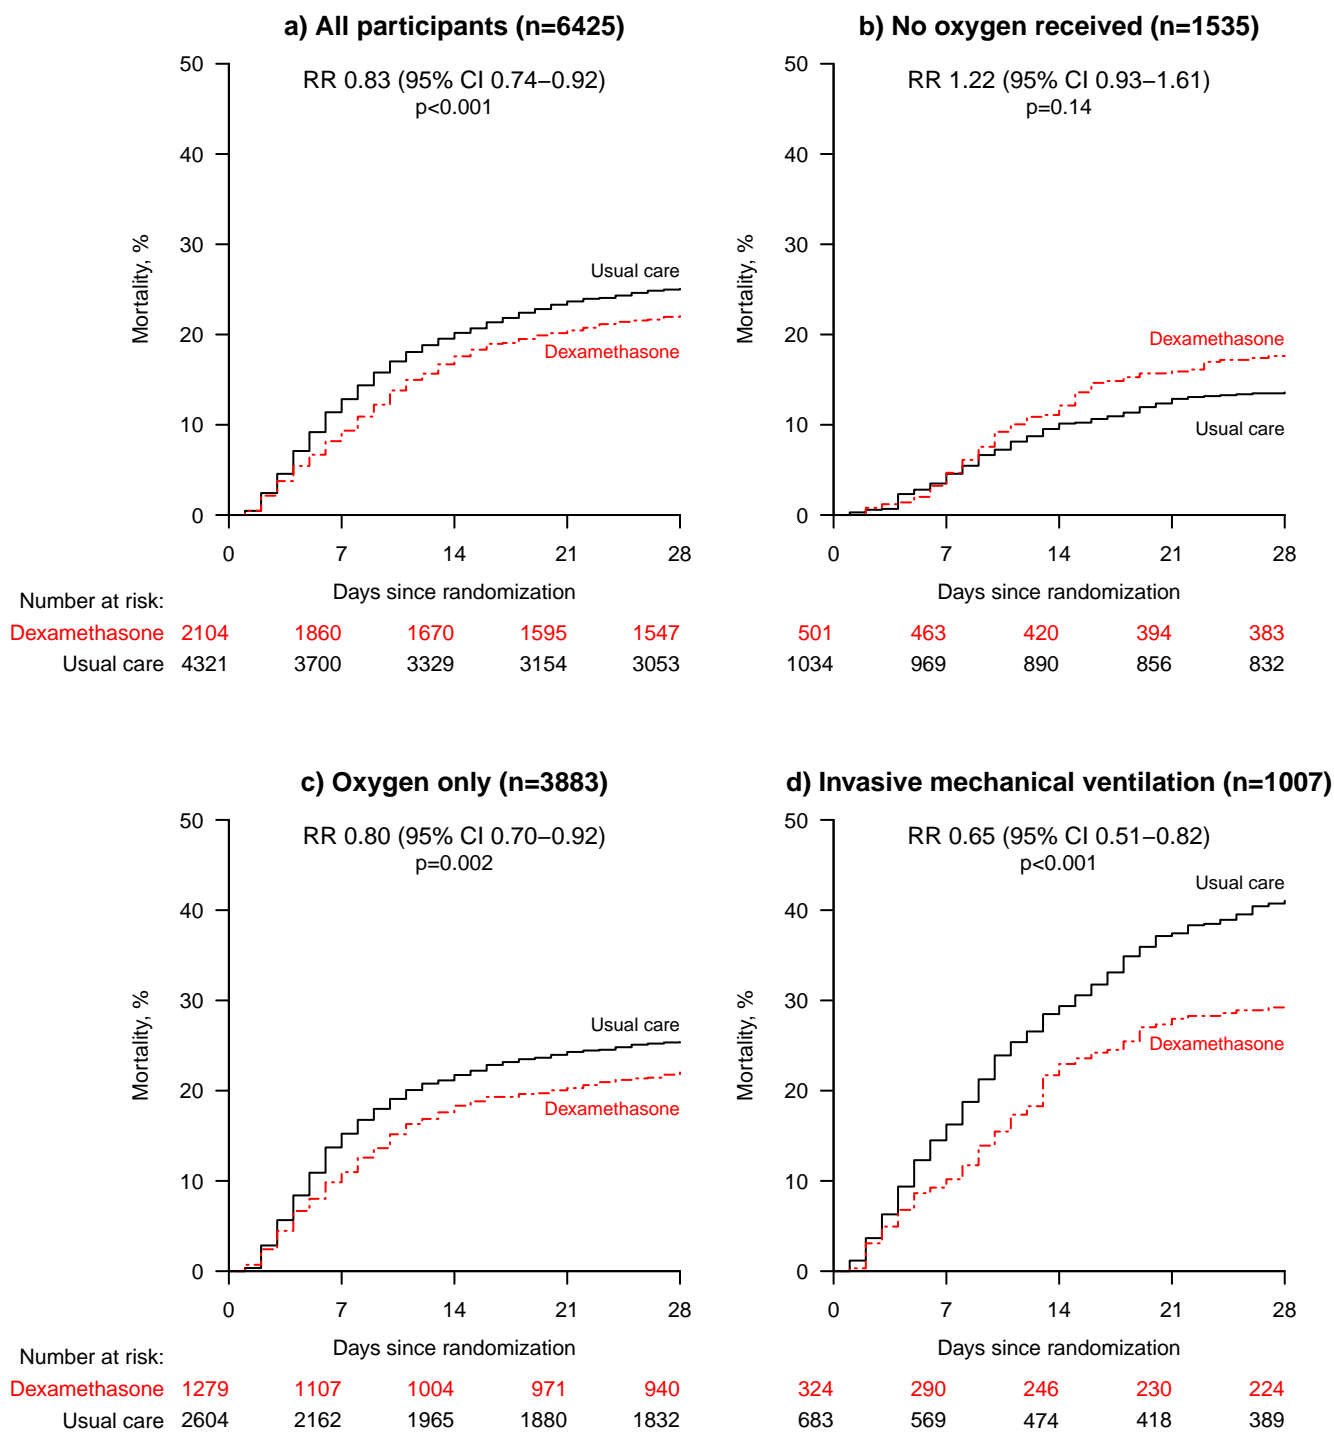 a) All participants (n=6425)
RR 0.83 (95% CI 0.74−0.92)
p<0.001
50
40
30
20
10
0
Mortality, %
Usual care
Dexamethasone
0 7 14 21 28
Days since randomization
Number at risk:
Dexamethasone 2104 1860 1670 1595 1547
Usual care 4321 3700 3329 3154 3053
b) No oxygen received (n=1535)
RR 1.22 (95% CI 0.93−1.61)
p=0.14
50
40
30
20
10
0
Mortality, %
Dexamethasone
Usual care
0 7 14 21 28
Days since randomization
501 463 420 394 383
1034 969 890 856 832
c) Oxygen only (n=3883)
RR 0.80 (95% CI 0.70−0.92)
p=0.002
50
40
30
20
10
0
Mortality, %
Usual care
Dexamethasone
0 7 14 21 28
Days since randomization
Number at risk:
Dexamethasone 1279 1107 1004 971 940
Usual care 2604 2162 1965 1880 1832
d) Invasive mechanical ventilation (n=1007)
RR 0.65 (95% CI 0.51−0.82)
p<0.001
50
40
30
20
10
0
Mortality, %
Usual care
Dexamethasone
0 7 14 21 28
Days since randomization
324 290 246 230 224
683 569 474 418 389